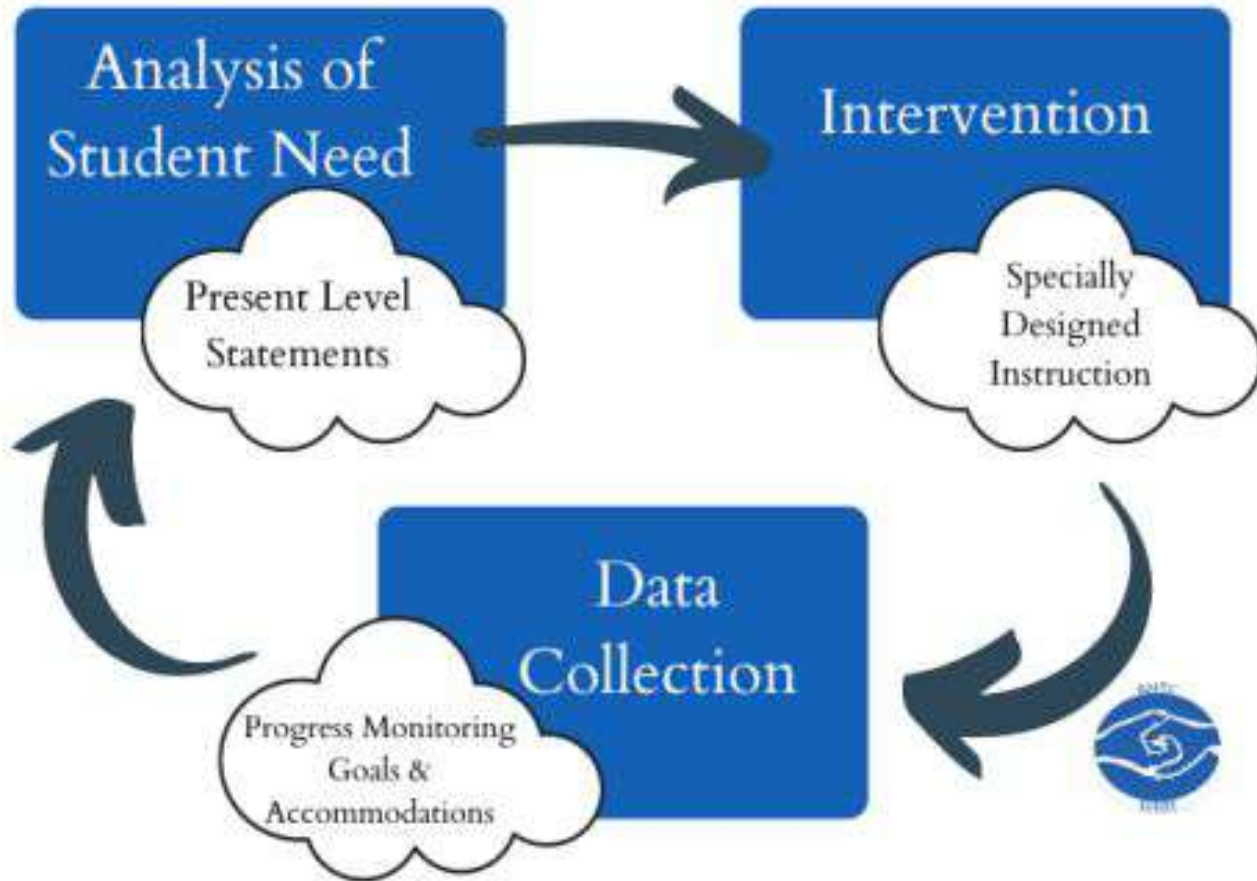 Analysis of
Student Need
Present Level
Statements
Intervention
Specially
Designed
Instruction
Data
Collection
Progress Monitoring
Goals &
Accommodations